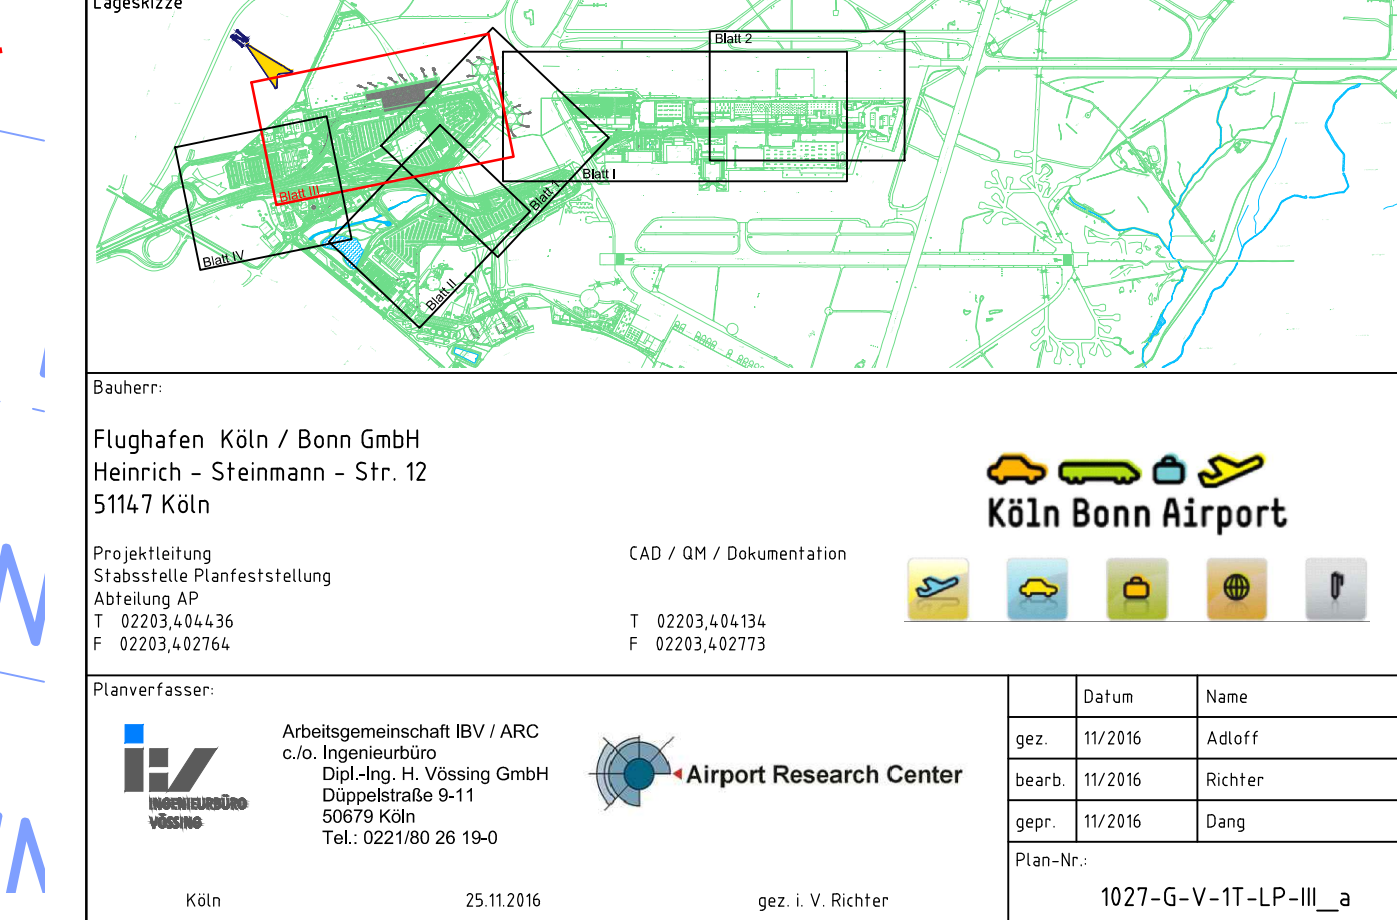 Lageskizze
N
Blatt 2
Blatt I
Blatt III
Blatt 1
Blatt IV
Blatt II
Bauherr:
Flughafen Köln / Bonn GmbH
Heinrich - Steinmann - Str. 12
51147 Köln
Köln Bonn Airport
Projektleitung
Stabsstelle Planfeststellung
Abteilung AP
T 02203,404436
F 02203,402764
CAD / QM / Dokumentation
T 02203,404134
F 02203,402773
Planverfasser:
INGENIEURBÜRO
VÖSSING
Arbeitsgemeinschaft IBV / ARC
c./o. Ingenieurbüro
Dipl.-Ing. H. Vössing GmbH
Düppelstraße 9-11
50679 Köln
Tel.: 0221/80 26 19-0
Airport Research Center
Datum Name
gez. 11/2016 Adloff
bearb. 11/2016 Richter
gepr. 11/2016 Dang
Plan-Nr.:
1027-G-V-1T-LP-III__a
Köln 25.11.2016 gez. i. V. Richter